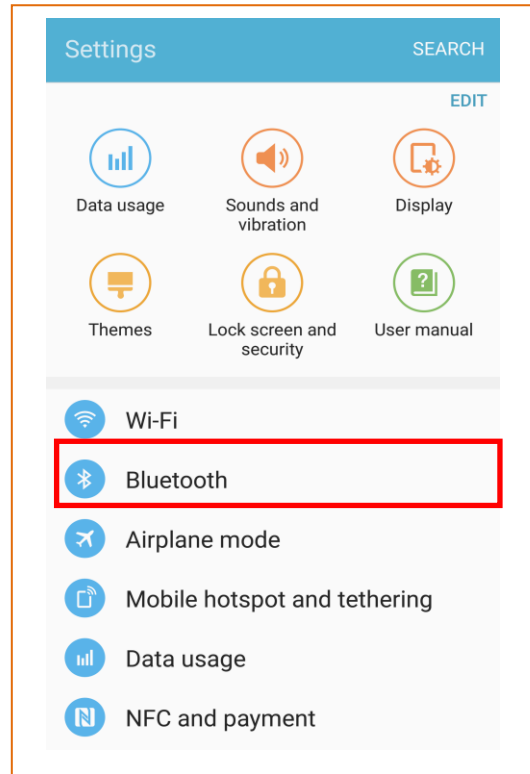 Settings SEARCH
EDIT
Data usage Sounds and vibration Display
Themes Lock screen and security User manual
Wi-Fi
Bluetooth
Airplane mode
Mobile hotspot and tethering
Data usage
NFC and payment